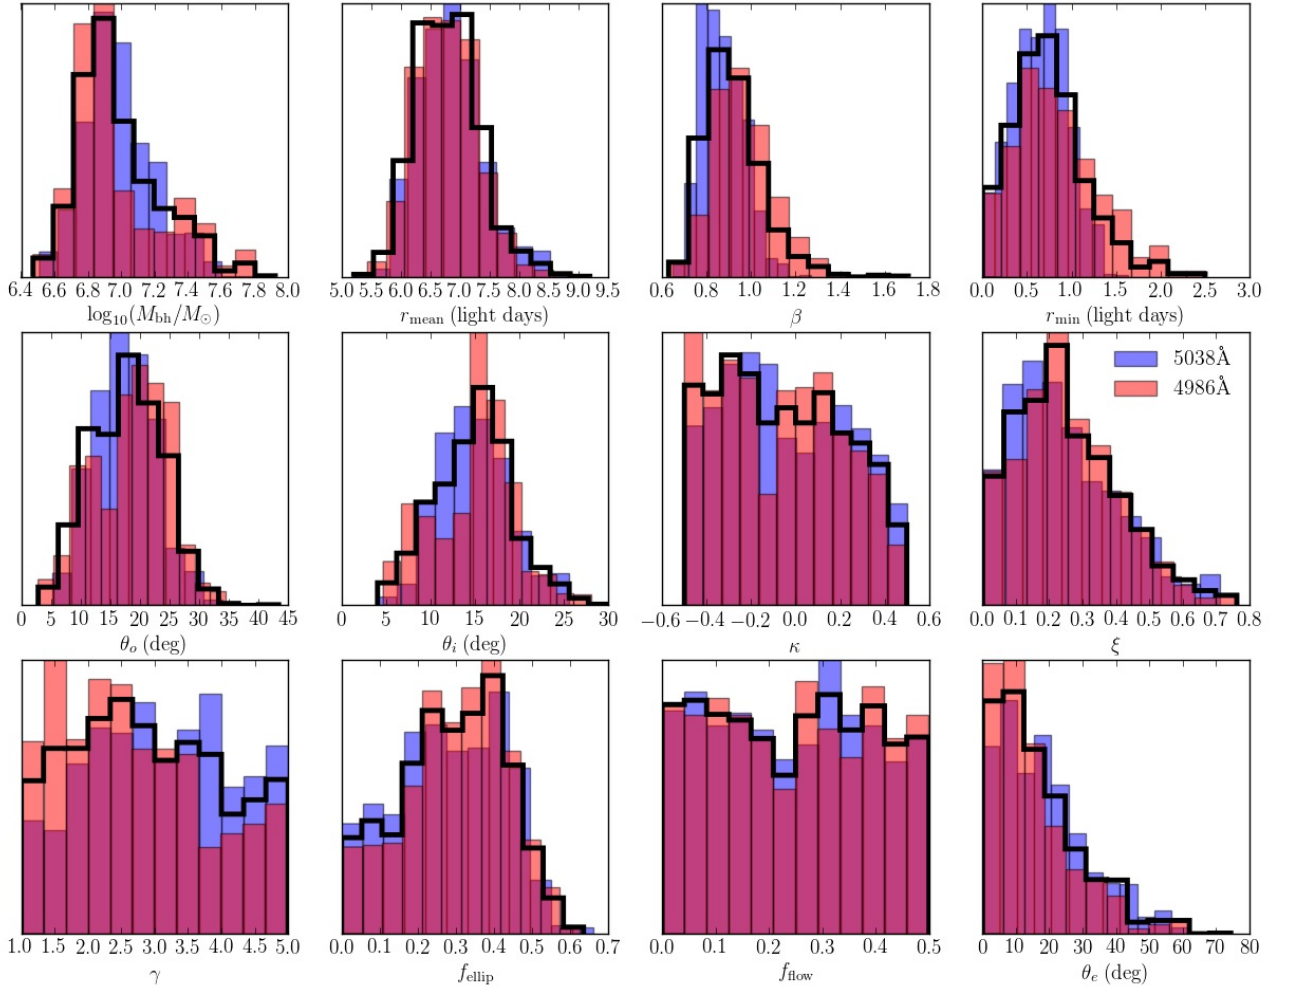 6.4 6.6 6.8 7.0 7.2 7.4 7.6 7.8 8.0
log₁₀(M_bh/M_⊙)
5.0 5.5 6.0 6.5 7.0 7.5 8.0 8.5 9.0 9.5
r_mean (light days)
0.6 0.8 1.0 1.2 1.4 1.6 1.8
β
0.0 0.5 1.0 1.5 2.0 2.5 3.0
r_min (light days)
0 5 10 15 20 25 30 35 40 45
θ_o (deg)
0 5 10 15 20 25 30
θ_i (deg)
−0.6 −0.4 −0.2 0.0 0.2 0.4 0.6
κ
5038Å
4986Å
0.0 0.1 0.2 0.3 0.4 0.5 0.6 0.7 0.8
ξ
1.0 1.5 2.0 2.5 3.0 3.5 4.0 4.5 5.0
γ
0.0 0.1 0.2 0.3 0.4 0.5 0.6 0.7
f_ellip
0.0 0.1 0.2 0.3 0.4 0.5
f_flow
0 10 20 30 40 50 60 70 80
θ_e (deg)